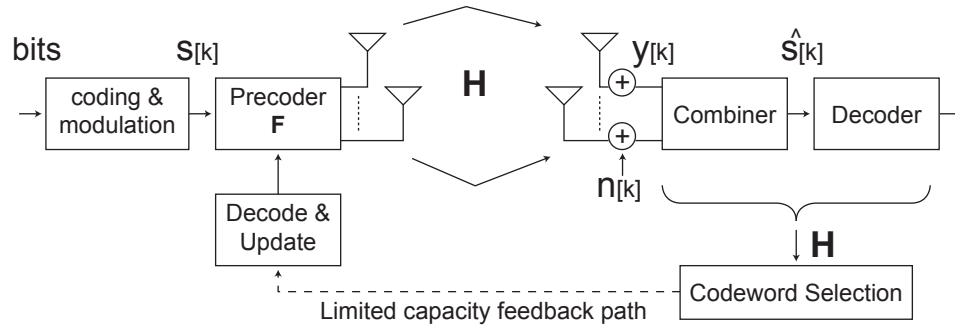 bits
s[k]
H
y[k]
ŝ[k]
coding &
modulation
Precoder
F
Combiner
Decoder
n[k]
Decode &
Update
H
Codeword Selection
Limited capacity feedback path
+
+